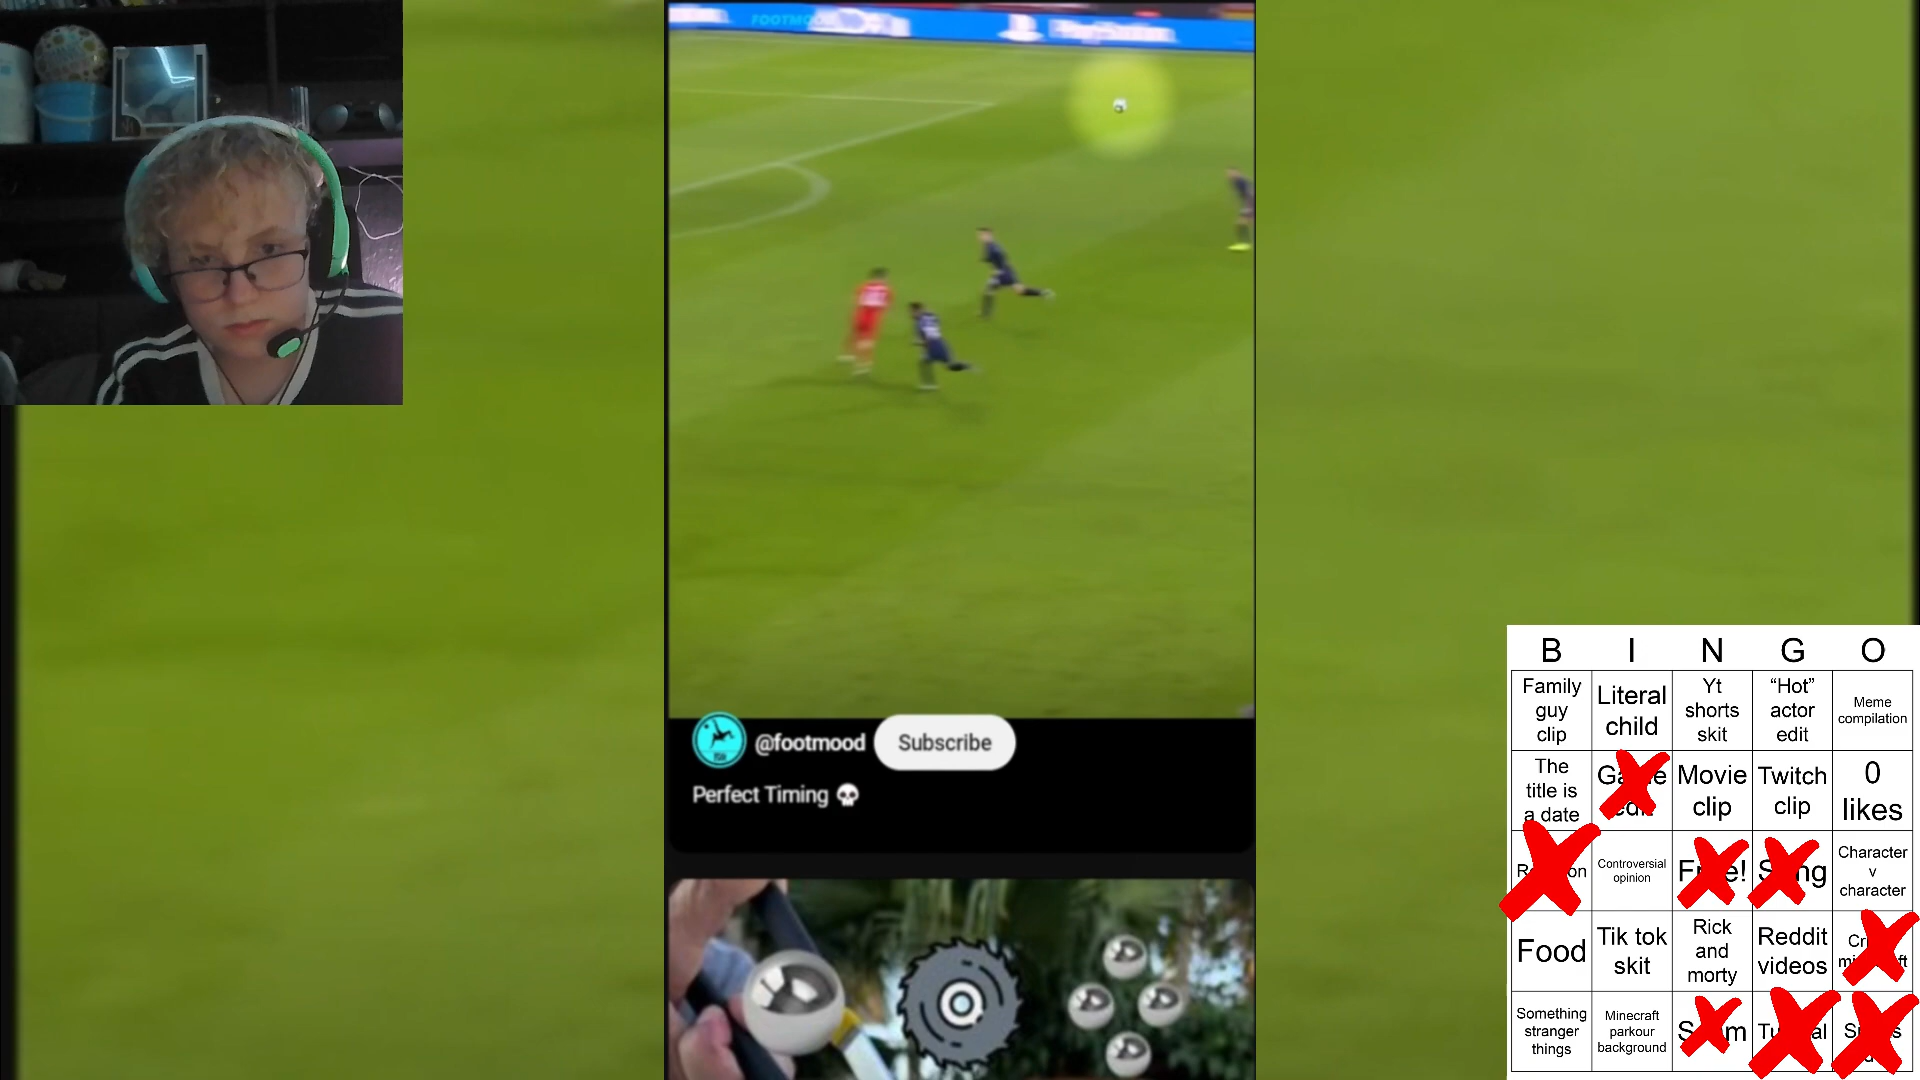 FOOTMOOD
PlayStation
@footmood
Subscribe
Perfect Timing 💀
B I N G O
Family guy clip
Literal child
Yt shorts skit
“Hot” actor edit
Meme compilation
The title is a date
Movie clip
Twitch clip
0 likes
Controversial opinion
Character v character
Food
Tik tok skit
Rick and morty
Reddit videos
Something stranger things
Minecraft parkour background